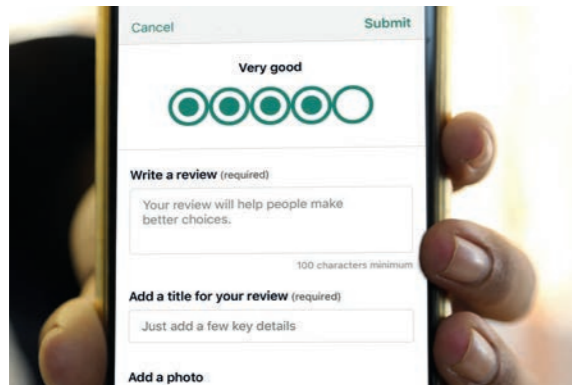 Cancel Submit
Very good
Write a review (required)
Your review will help people make
better choices.
100 characters minimum
Add a title for your review (required)
Just add a few key details
Add a photo